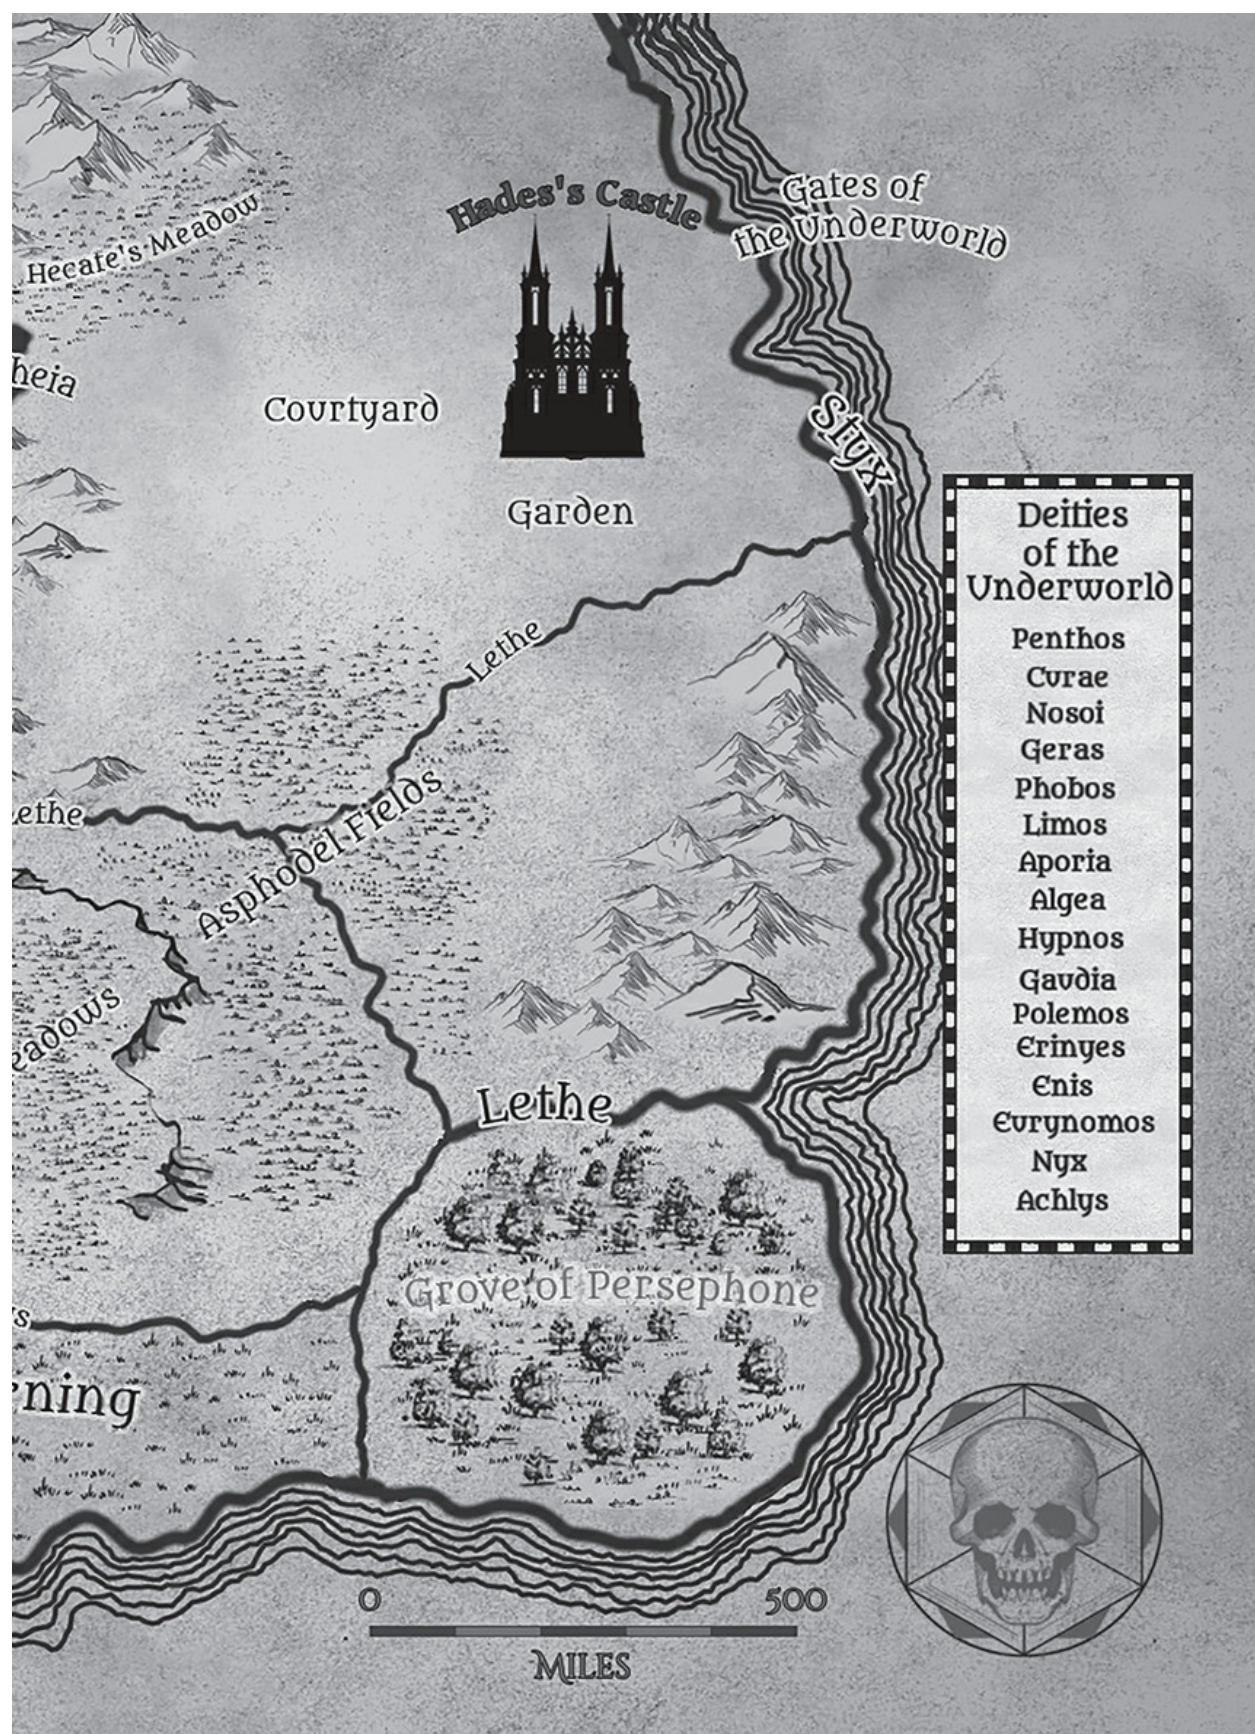 Gates of
the Underworld
Hades's Castle
Hecate's Meadow
heia
Courtyard
Styx
Garden
Deities
of the
Underworld
Penthos
Curae
Nosoi
Geras
Phobos
Limos
Aporia
Algea
Hypnos
Gaudia
Polemos
Erinyes
Enis
Eurynomos
Nyx
Achlys
Lethe
ethe
Asphodel Fields
eadows
Lethe
Grove of Persephone
s
ning
0 500
MILES